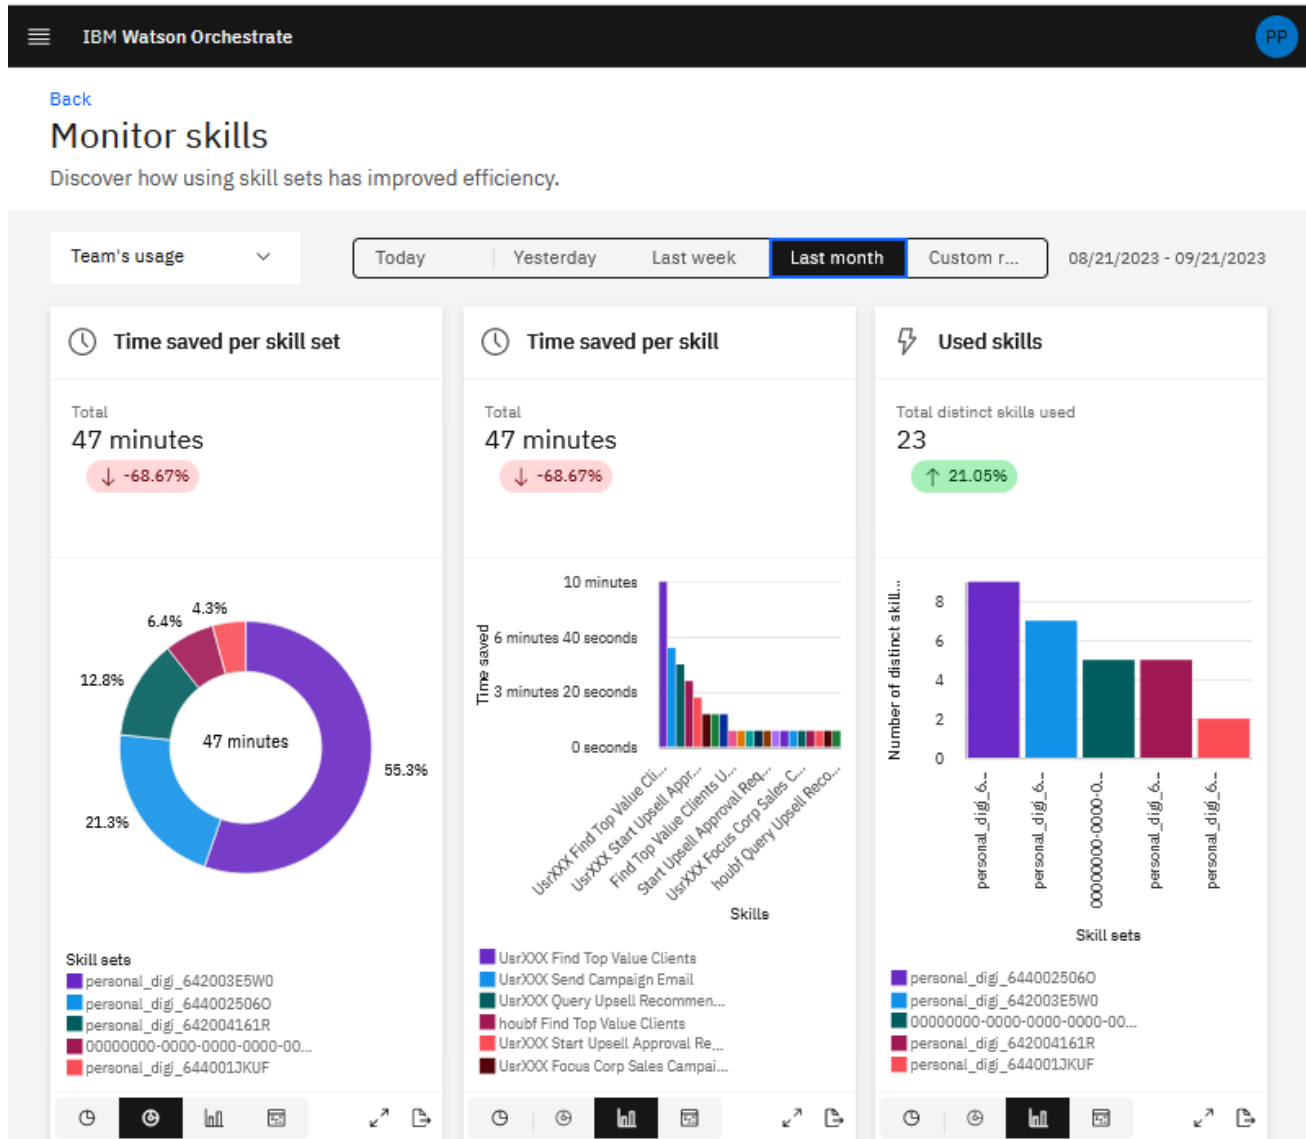 IBM Watson Orchestrate
PP
Back
Monitor skills
Discover how using skill sets has improved efficiency.
Team's usage
Today
Yesterday
Last week
Last month
Custom r...
08/21/2023 - 09/21/2023
Time saved per skill set
Total
47 minutes
-68.67%
4.3%
6.4%
12.8%
47 minutes
55.3%
21.3%
Skill sets
personal_digi_642003E5W0
personal_digi_644002506O
personal_digi_642004161R
00000000-0000-0000-0000-00...
personal_digi_644001JKUF
Time saved per skill
Total
47 minutes
-68.67%
Time saved
10 minutes
6 minutes 40 seconds
3 minutes 20 seconds
0 seconds
UsrXXX Find Top Value Cli...
UsrXXX Start Upsell Appr...
Find Top Value Clients U...
Start Upsell Approval Req...
UsrXXX Focus Corp Sales C...
houbf Query Upsell Reco...
Skills
UsrXXX Find Top Value Clients
UsrXXX Send Campaign Email
UsrXXX Query Upsell Recommen...
houbf Find Top Value Clients
UsrXXX Start Upsell Approval Re...
UsrXXX Focus Corp Sales Campai...
Used skills
Total distinct skills used
23
21.05%
Number of distinct skill...
8
6
4
2
0
personal_digi_6...
personal_digi_6...
00000000-0000-0...
personal_digi_6...
personal_digi_6...
Skill sets
personal_digi_644002506O
personal_digi_642003E5W0
00000000-0000-0000-0000-00...
personal_digi_642004161R
personal_digi_644001JKUF